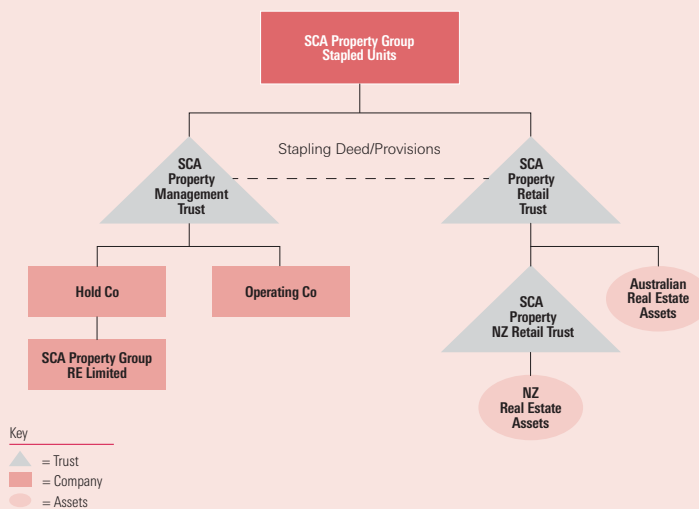 SCA Property Group
Stapled Units
Stapling Deed/Provisions
SCA
Property
Management
Trust
SCA
Property
Retail
Trust
Hold Co
Operating Co
SCA
Property
NZ Retail Trust
Australian
Real Estate
Assets
SCA Property Group
RE Limited
NZ
Real Estate
Assets
Key
= Trust
= Company
= Assets